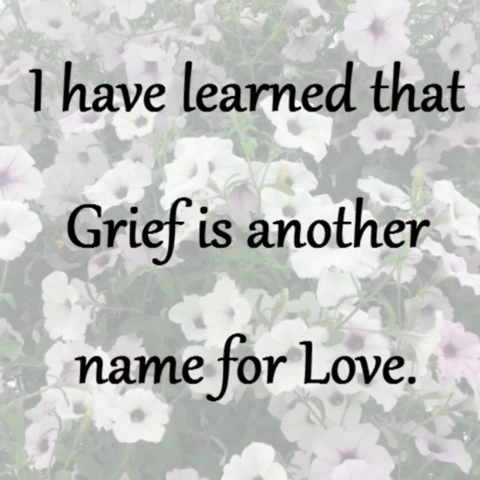 I have learned that
Grief is another
name for Love.